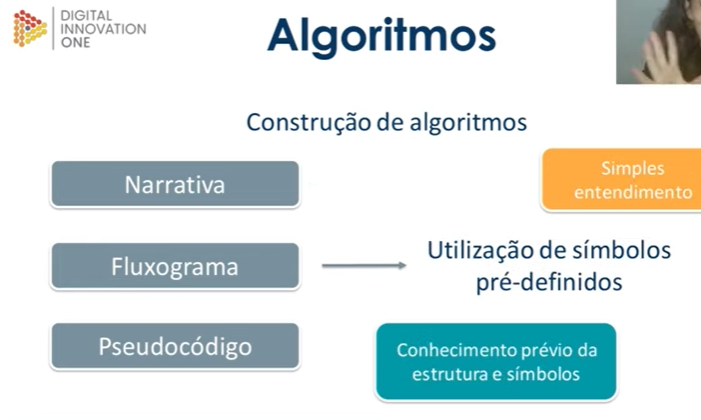 DIGITAL
INNOVATION
ONE
Algoritmos
Construção de algoritmos
Narrativa
Simples
entendimento
Fluxograma
Utilização de símbolos
pré-definidos
Pseudocódigo
Conhecimento prévio da
estrutura e símbolos